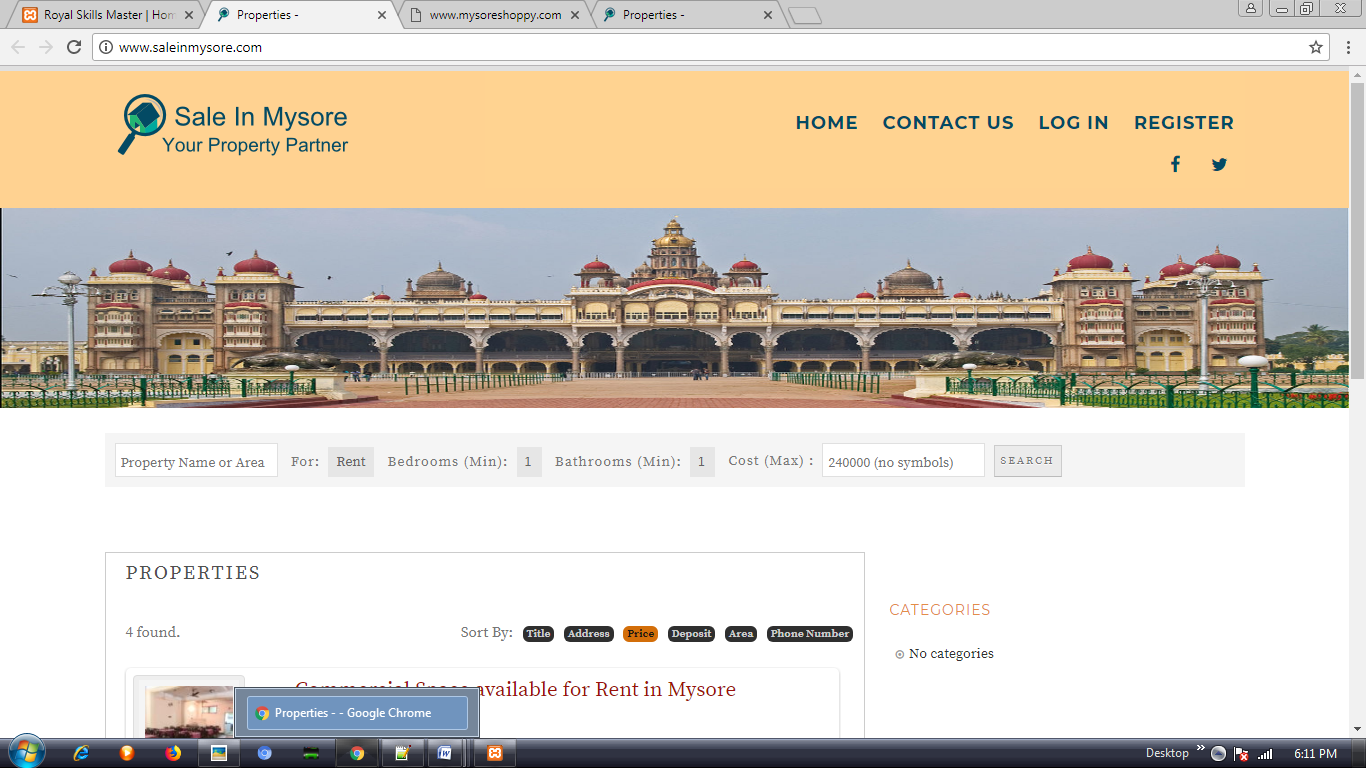 Royal Skills Master | Hom
Properties -
www.mysoreshoppy.com
Properties -
www.saleinmysore.com
Sale In Mysore
Your Property Partner
HOME CONTACT US LOG IN REGISTER
Property Name or Area For: Rent Bedrooms (Min): 1 Bathrooms (Min): 1 Cost (Max) : 240000 (no symbols) SEARCH
PROPERTIES
4 found. Sort By: Title Address Price Deposit Area Phone Number
CATEGORIES
No categories
Commercial Space available for Rent in Mysore
Properties - - Google Chrome
Desktop 6:11 PM